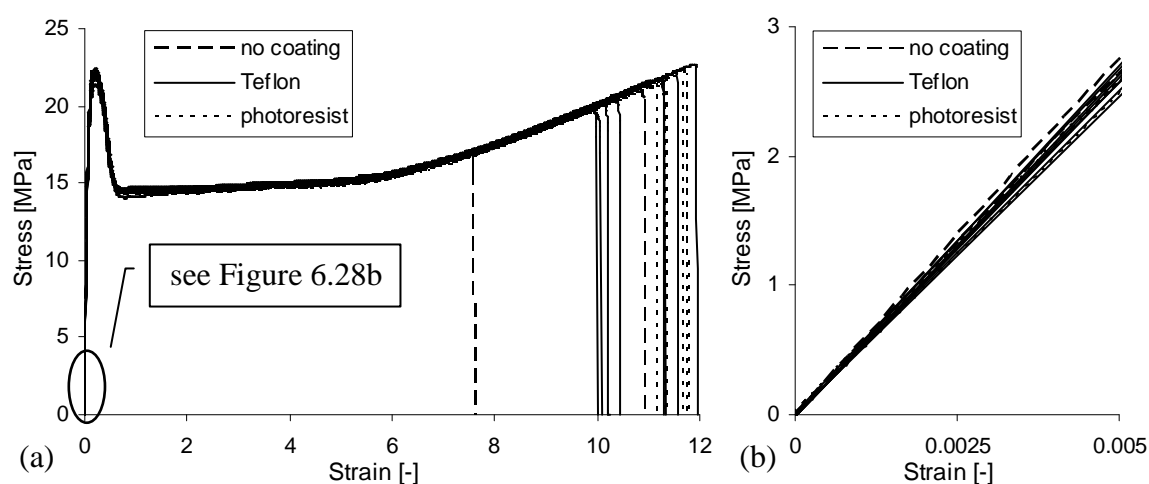 25
20
15
10
5
0
Stress [MPa]
no coating
Teflon
photoresist
see Figure 6.28b
0 2 4 6 8 10 12
Strain [-]
(a)
3
2
1
0
Stress [MPa]
no coating
Teflon
photoresist
0 0.0025 0.005
Strain [-]
(b)